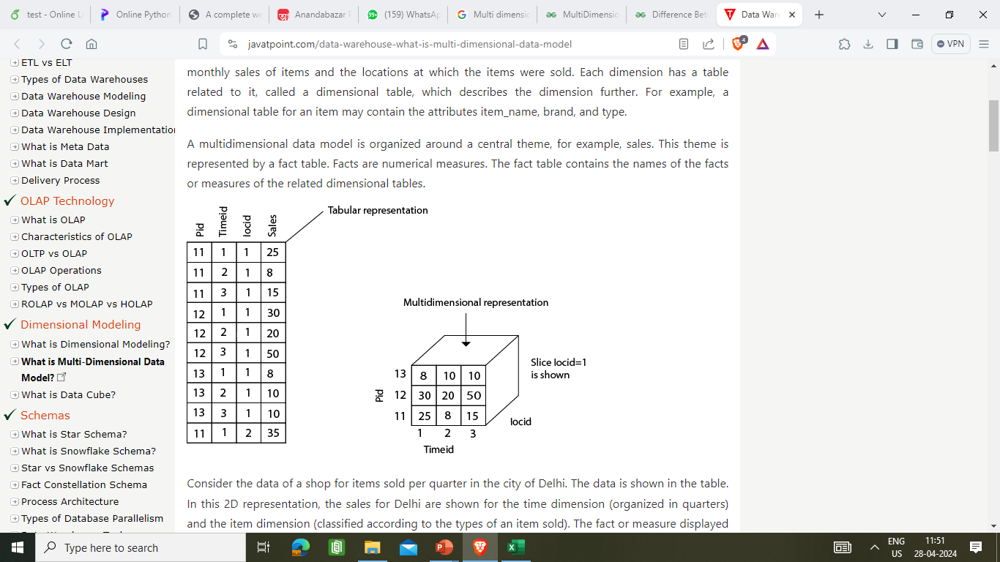 test - Online L
Online Python
A complete we
Anandabazar P
(159) WhatsAp
Multi dimensio
MultiDimensio
Difference Bet
Data War
javatpoint.com/data-warehouse-what-is-multi-dimensional-data-model
4
VPN
ETL vs ELT
Types of Data Warehouses
Data Warehouse Modeling
Data Warehouse Design
Data Warehouse Implementation
What is Meta Data
What is Data Mart
Delivery Process
OLAP Technology
What is OLAP
Characteristics of OLAP
OLTP vs OLAP
OLAP Operations
Types of OLAP
ROLAP vs MOLAP vs HOLAP
Dimensional Modeling
What is Dimensional Modeling?
What is Multi-Dimensional Data
Model?
What is Data Cube?
Schemas
What is Star Schema?
What is Snowflake Schema?
Star vs Snowflake Schemas
Fact Constellation Schema
Process Architecture
Types of Database Parallelism
monthly sales of items and the locations at which the items were sold. Each dimension has a table
related to it, called a dimensional table, which describes the dimension further. For example, a
dimensional table for an item may contain the attributes item_name, brand, and type.
A multidimensional data model is organized around a central theme, for example, sales. This theme is
represented by a fact table. Facts are numerical measures. The fact table contains the names of the facts
or measures of the related dimensional tables.
Tabular representation
Pid Timeid locid Sales
11 1 1 25
11 2 1 8
11 3 1 15
12 1 1 30
12 2 1 20
12 3 1 50
13 1 1 8
13 2 1 10
13 3 1 10
11 1 2 35
Multidimensional representation
Slice locid=1
is shown
Pid
13 8 10 10
12 30 20 50
11 25 8 15
1 2 3
Timeid
locid
Consider the data of a shop for items sold per quarter in the city of Delhi. The data is shown in the table.
In this 2D representation, the sales for Delhi are shown for the time dimension (organized in quarters)
and the item dimension (classified according to the types of an item sold). The fact or measure displayed
Type here to search
ENG
US
11:51
28-04-2024